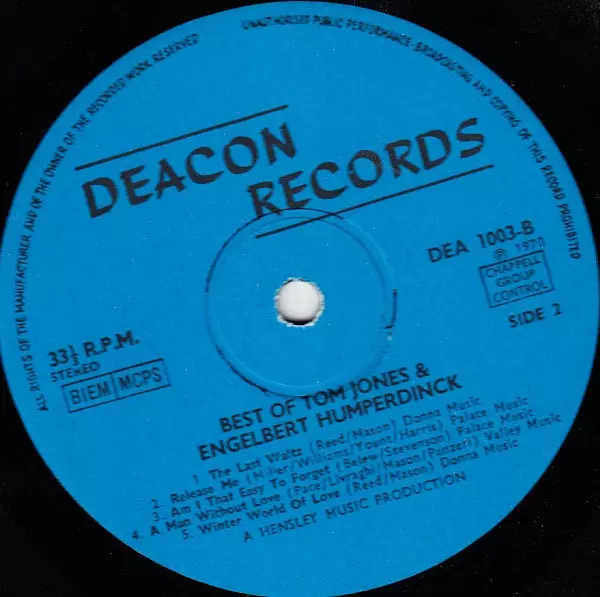 ALL RIGHTS OF THE MANUFACTURER AND OF THE OWNER OF THE RECORDED WORK RESERVED
UNAUTHORISED PUBLIC PERFORMANCE, BROADCASTING AND COPYING OF THIS RECORD PROHIBITED
DEACON
RECORDS
DEA 1003-B
℗ 1970
CHAPPELL
GROUP
CONTROL
SIDE 2
33⅓ R.P.M.
STEREO
BIEM MCPS
BEST OF TOM JONES &
ENGELBERT HUMPERDINCK
1 The Last Waltz (Reed/Mason) Donna Music
2. Release Me (Miller/Williams/Yount/Harris) Palace Music
3. Am I That Easy To Forget (Belew/Stevenson) Palace Music
4. A Man Without Love (Pace/Livraghi/Mason/Panzeri) Valley Music
5. Winter World Of Love (Reed/Mason) Donna Music
A HENSLEY MUSIC PRODUCTION